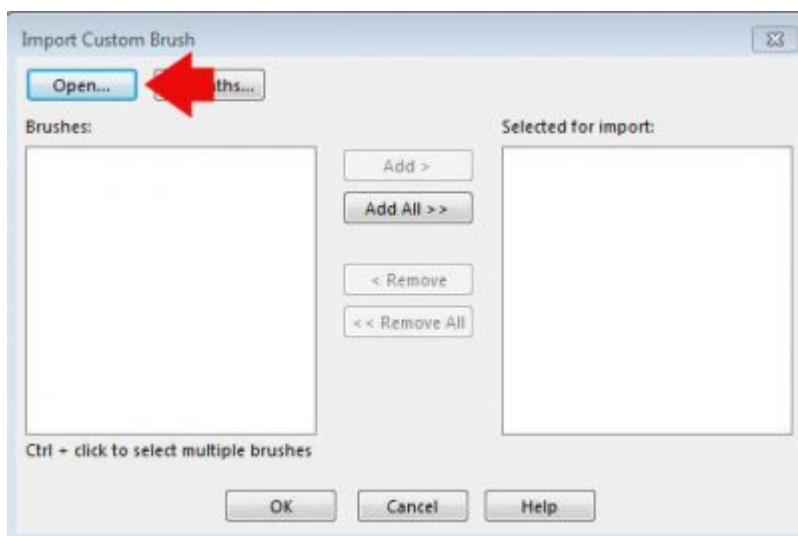 Import Custom Brush
Open...
Brushes:
Selected for import:
Add >
Add All >>
< Remove
<< Remove All
Ctrl + click to select multiple brushes
OK Cancel Help